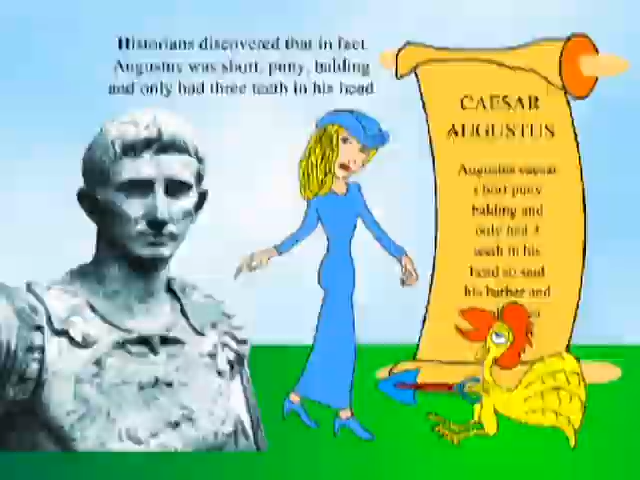 Historians discovered that in fact
Augustus was short, puny, balding
and only had three teeth in his head
CAESAR
AUGUSTUS
Augustus caesar
short puny
balding and
only had 3
teeth in his
head so said
his barber and